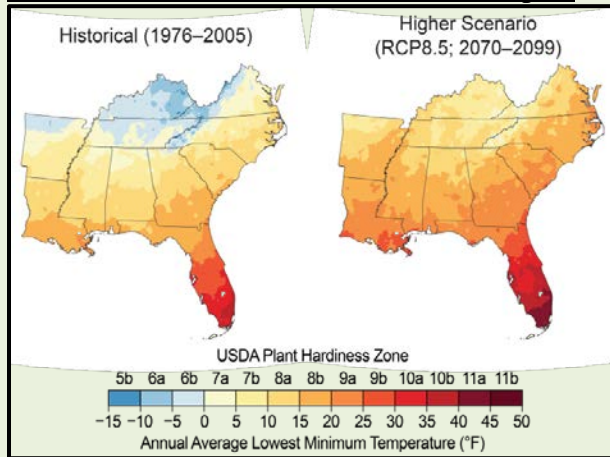 Historical (1976–2005)
Higher Scenario
(RCP8.5; 2070–2099)
USDA Plant Hardiness Zone
5b 6a 6b 7a 7b 8a 8b 9a 9b 10a 10b 11a 11b
−15 −10 −5 0 5 10 15 20 25 30 35 40 45 50
Annual Average Lowest Minimum Temperature (°F)